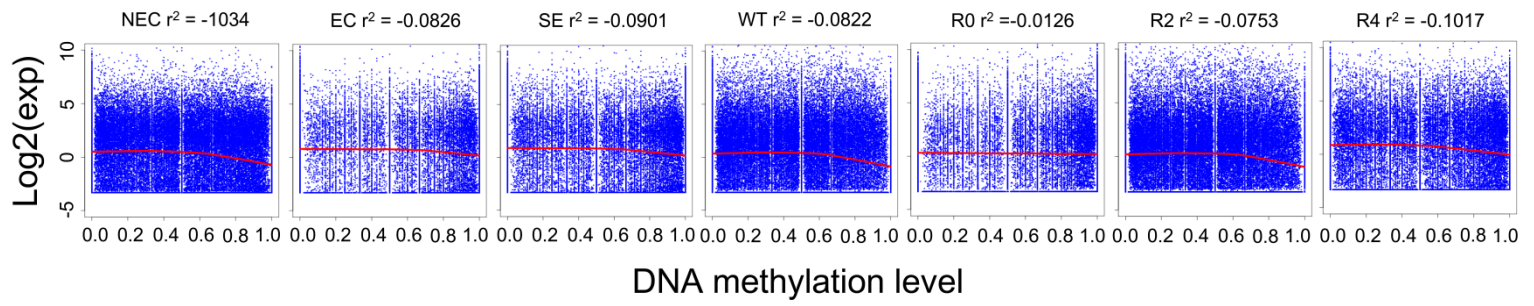 NEC r² = -1034 EC r² = -0.0826 SE r² = -0.0901 WT r² = -0.0822 R0 r² =-0.0126 R2 r² =-0.0753 R4 r² = -0.1017
Log2(exp)
10
5
0
-5
0.0 0.2 0.4 0.6 0.8 1.0 0.0 0.2 0.4 0.6 0.8 1.0 0.0 0.2 0.4 0.6 0.8 1.0 0.0 0.2 0.4 0.6 0.8 1.0 0.0 0.2 0.4 0.6 0.8 1.0 0.0 0.2 0.4 0.6 0.8 1.0 0.0 0.2 0.4 0.6 0.8 1.0
DNA methylation level